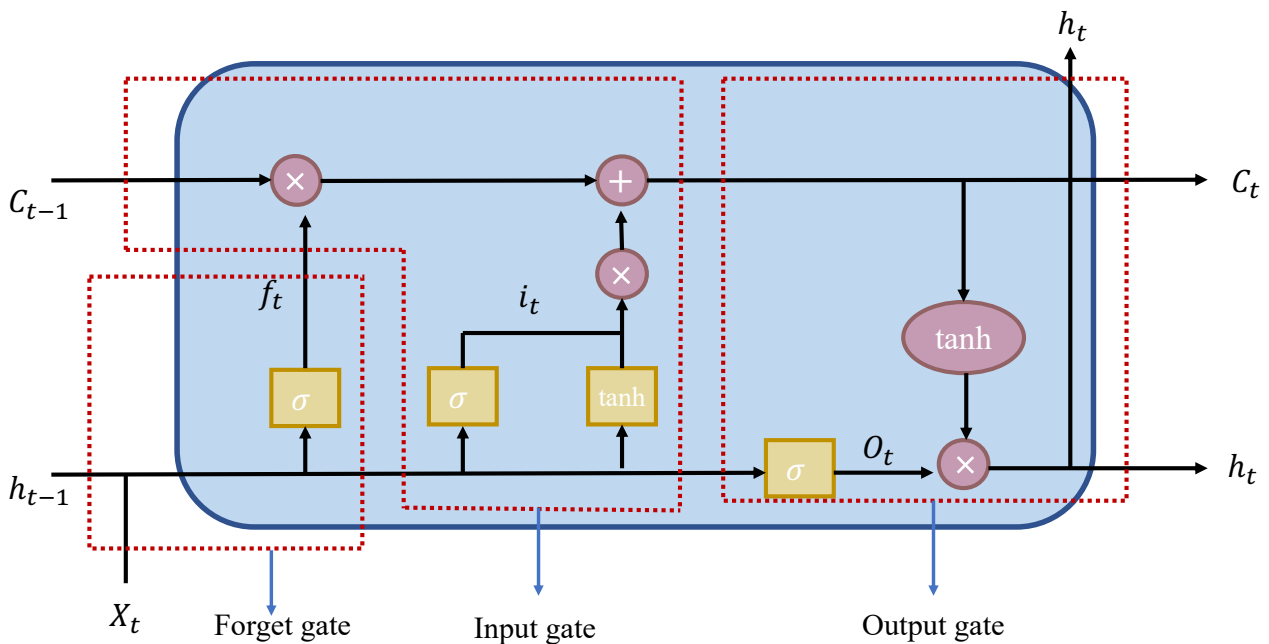 h_t
×
+
C_{t-1}
C_t
×
f_t
i_t
tanh
σ
σ
tanh
O_t
×
σ
h_{t-1}
h_t
X_t
Forget gate
Input gate
Output gate